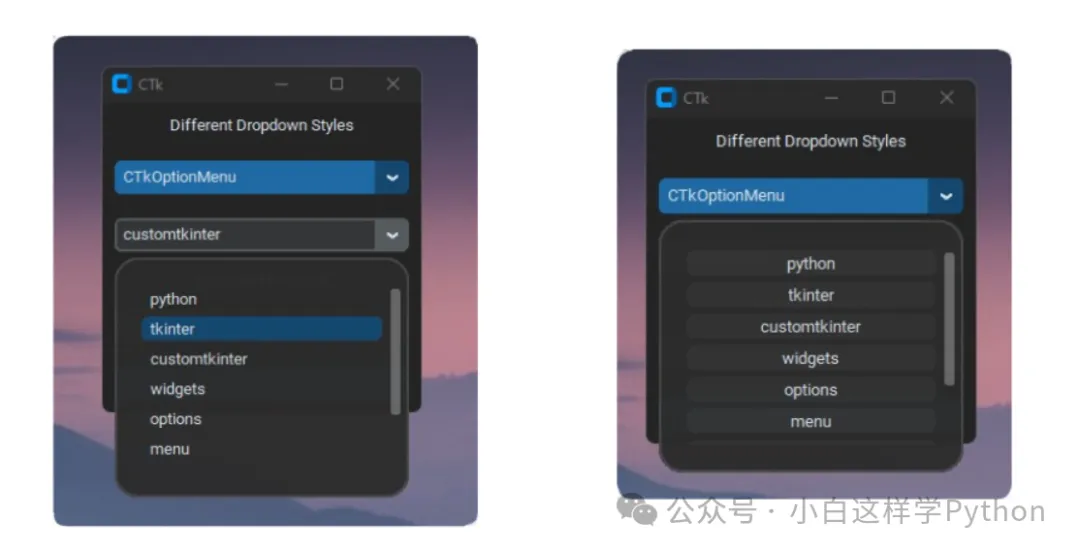 CTk
Different Dropdown Styles
CTkOptionMenu
customtkinter
python
tkinter
customtkinter
widgets
options
menu
CTk
Different Dropdown Styles
CTkOptionMenu
python
tkinter
customtkinter
widgets
options
menu
公众号 · 小白这样学Python